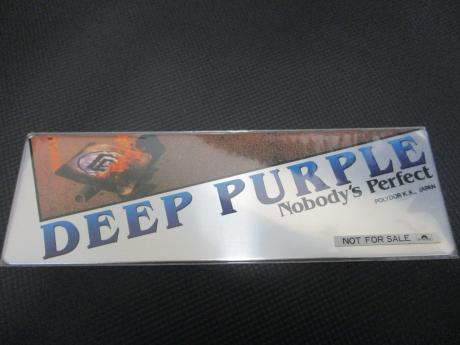 DEEP PURPLE
Nobody's Perfect
POLYDOR K.K., JAPAN
NOT FOR SALE